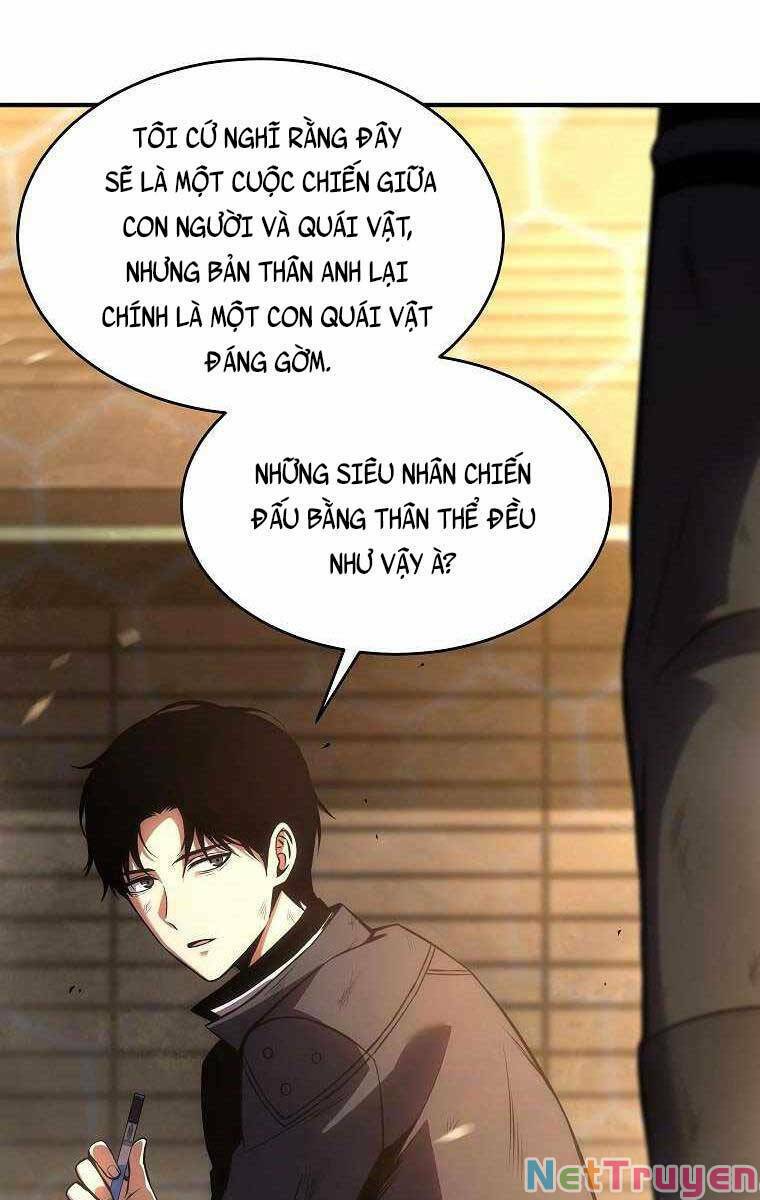 TÔI CỨ NGHĨ RẰNG ĐÂY
SẼ LÀ MỘT CUỘC CHIẾN GIỮA
CON NGƯỜI VÀ QUÁI VẬT,
NHƯNG BẢN THÂN ANH LẠI
CHÍNH LÀ MỘT CON QUÁI VẬT
ĐÁNG GỜM.
NHỮNG SIÊU NHÂN CHIẾN
ĐẤU BẰNG THÂN THỂ ĐỀU
NHƯ VẬY À?
NETTRUYEN